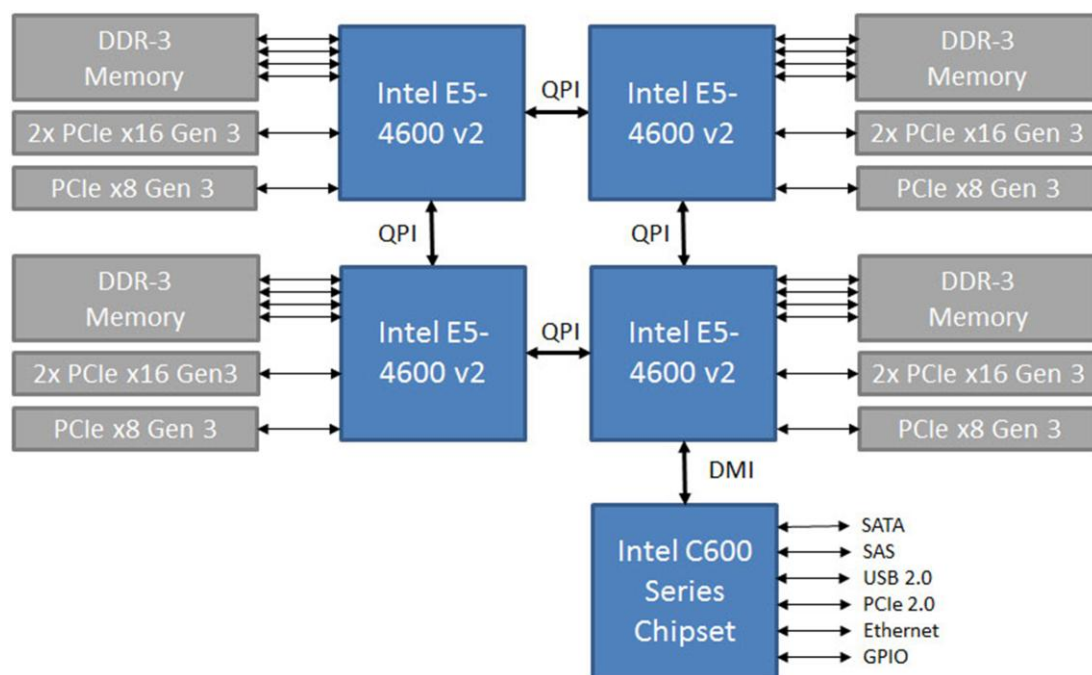 DDR-3
Memory
2x PCIe x16 Gen 3
PCIe x8 Gen 3
Intel E5-
4600 v2
QPI
Intel E5-
4600 v2
DDR-3
Memory
2x PCIe x16 Gen 3
PCIe x8 Gen 3
QPI
QPI
DDR-3
Memory
2x PCIe x16 Gen3
PCIe x8 Gen 3
Intel E5-
4600 v2
QPI
Intel E5-
4600 v2
DDR-3
Memory
2x PCIe x16 Gen 3
PCIe x8 Gen 3
DMI
Intel C600
Series
Chipset
SATA
SAS
USB 2.0
PCIe 2.0
Ethernet
GPIO